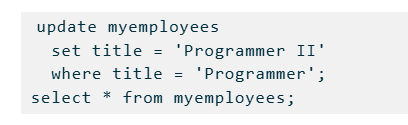 update myemployees
set title = 'Programmer II'
where title = 'Programmer';
select * from myemployees;